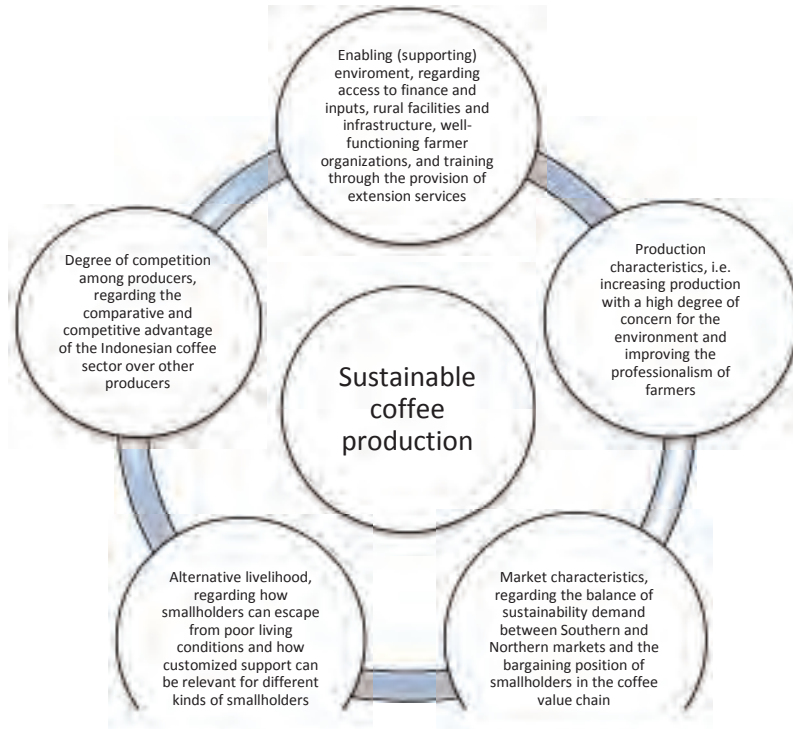 Enabling (supporting)
enviroment, regarding
access to finance and
inputs, rural facilities and
infrastructure, well-
functioning farmer
organizations, and training
through the provision of
extension services
Production
characteristics, i.e.
increasing production
with a high degree of
concern for the
environment and
improving the
professionalism of
farmers
Market characteristics,
regarding the balance of
sustainability demand
between Southern and
Northern markets and the
bargaining position of
smallholders in the coffee
value chain
Alternative livelihood,
regarding how
smallholders can escape
from poor living
conditions and how
customized support can
be relevant for different
kinds of smallholders
Degree of competition
among producers,
regarding the
comparative and
competitive advantage
of the Indonesian coffee
sector over other
producers
Sustainable
coffee
production